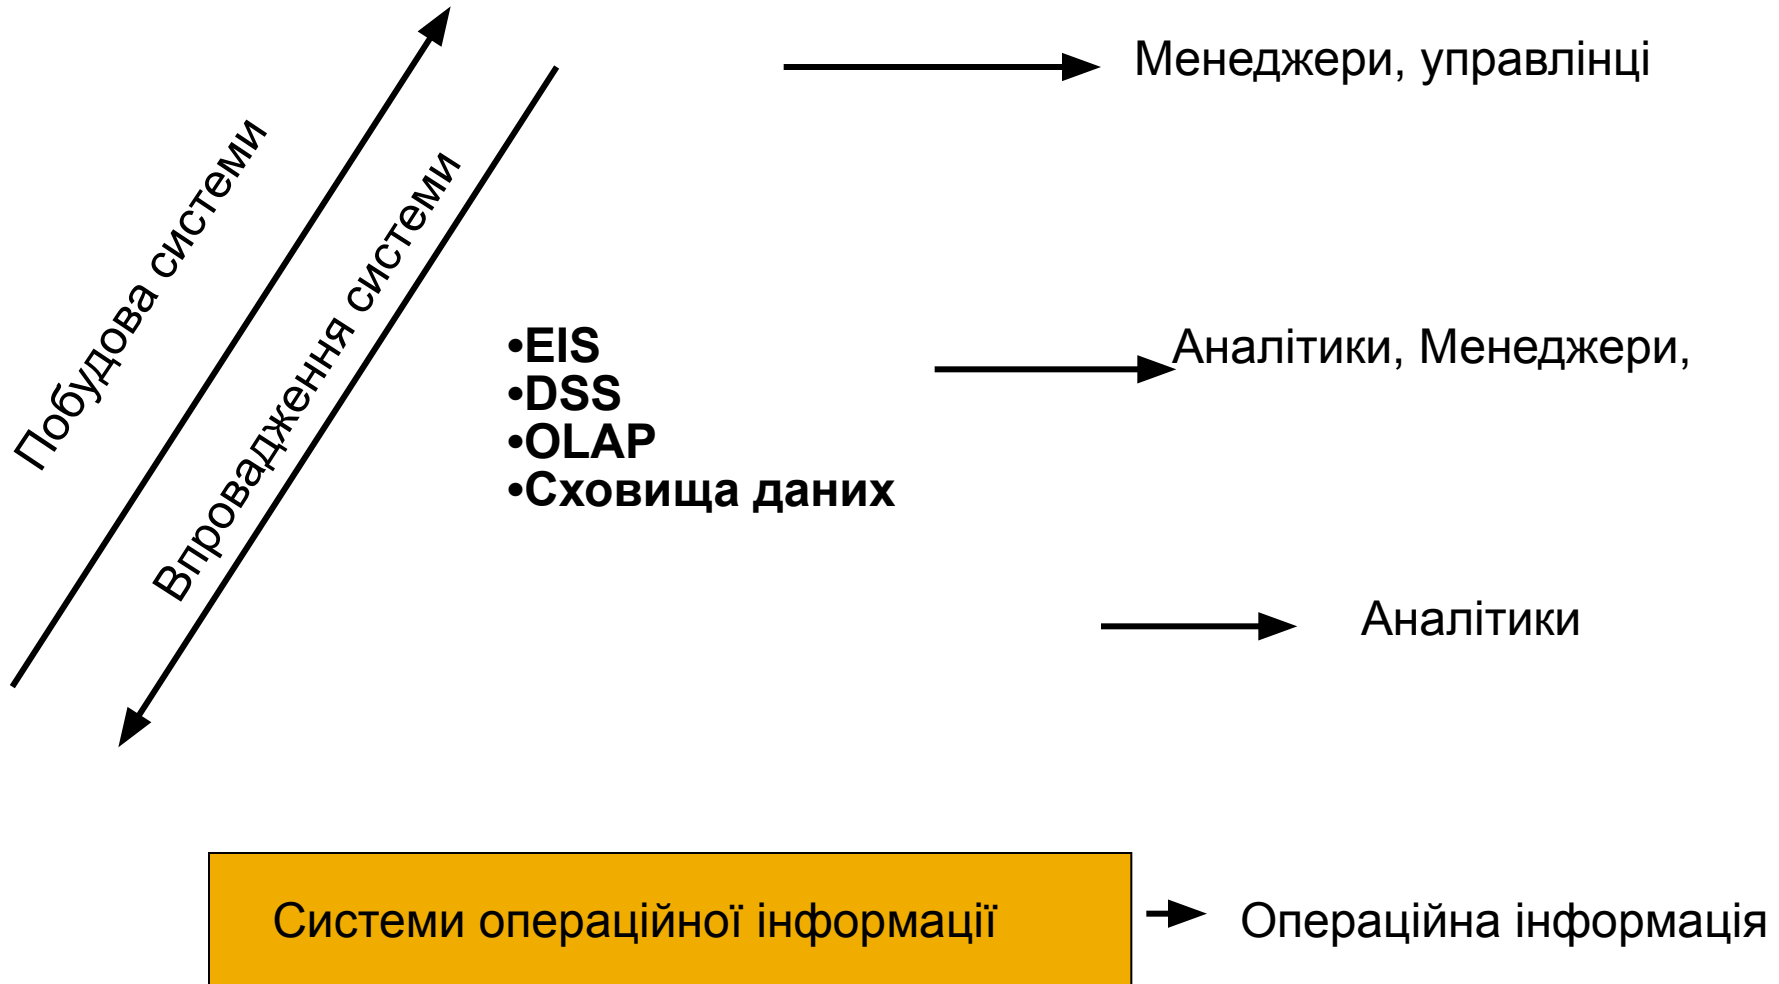 Менеджери, управлінці
Побудова системи
Впровадження системи
•EIS
•DSS
•OLAP
•Сховища даних
Аналітики, Менеджери,
Аналітики
Системи операційної інформації
Операційна інформація